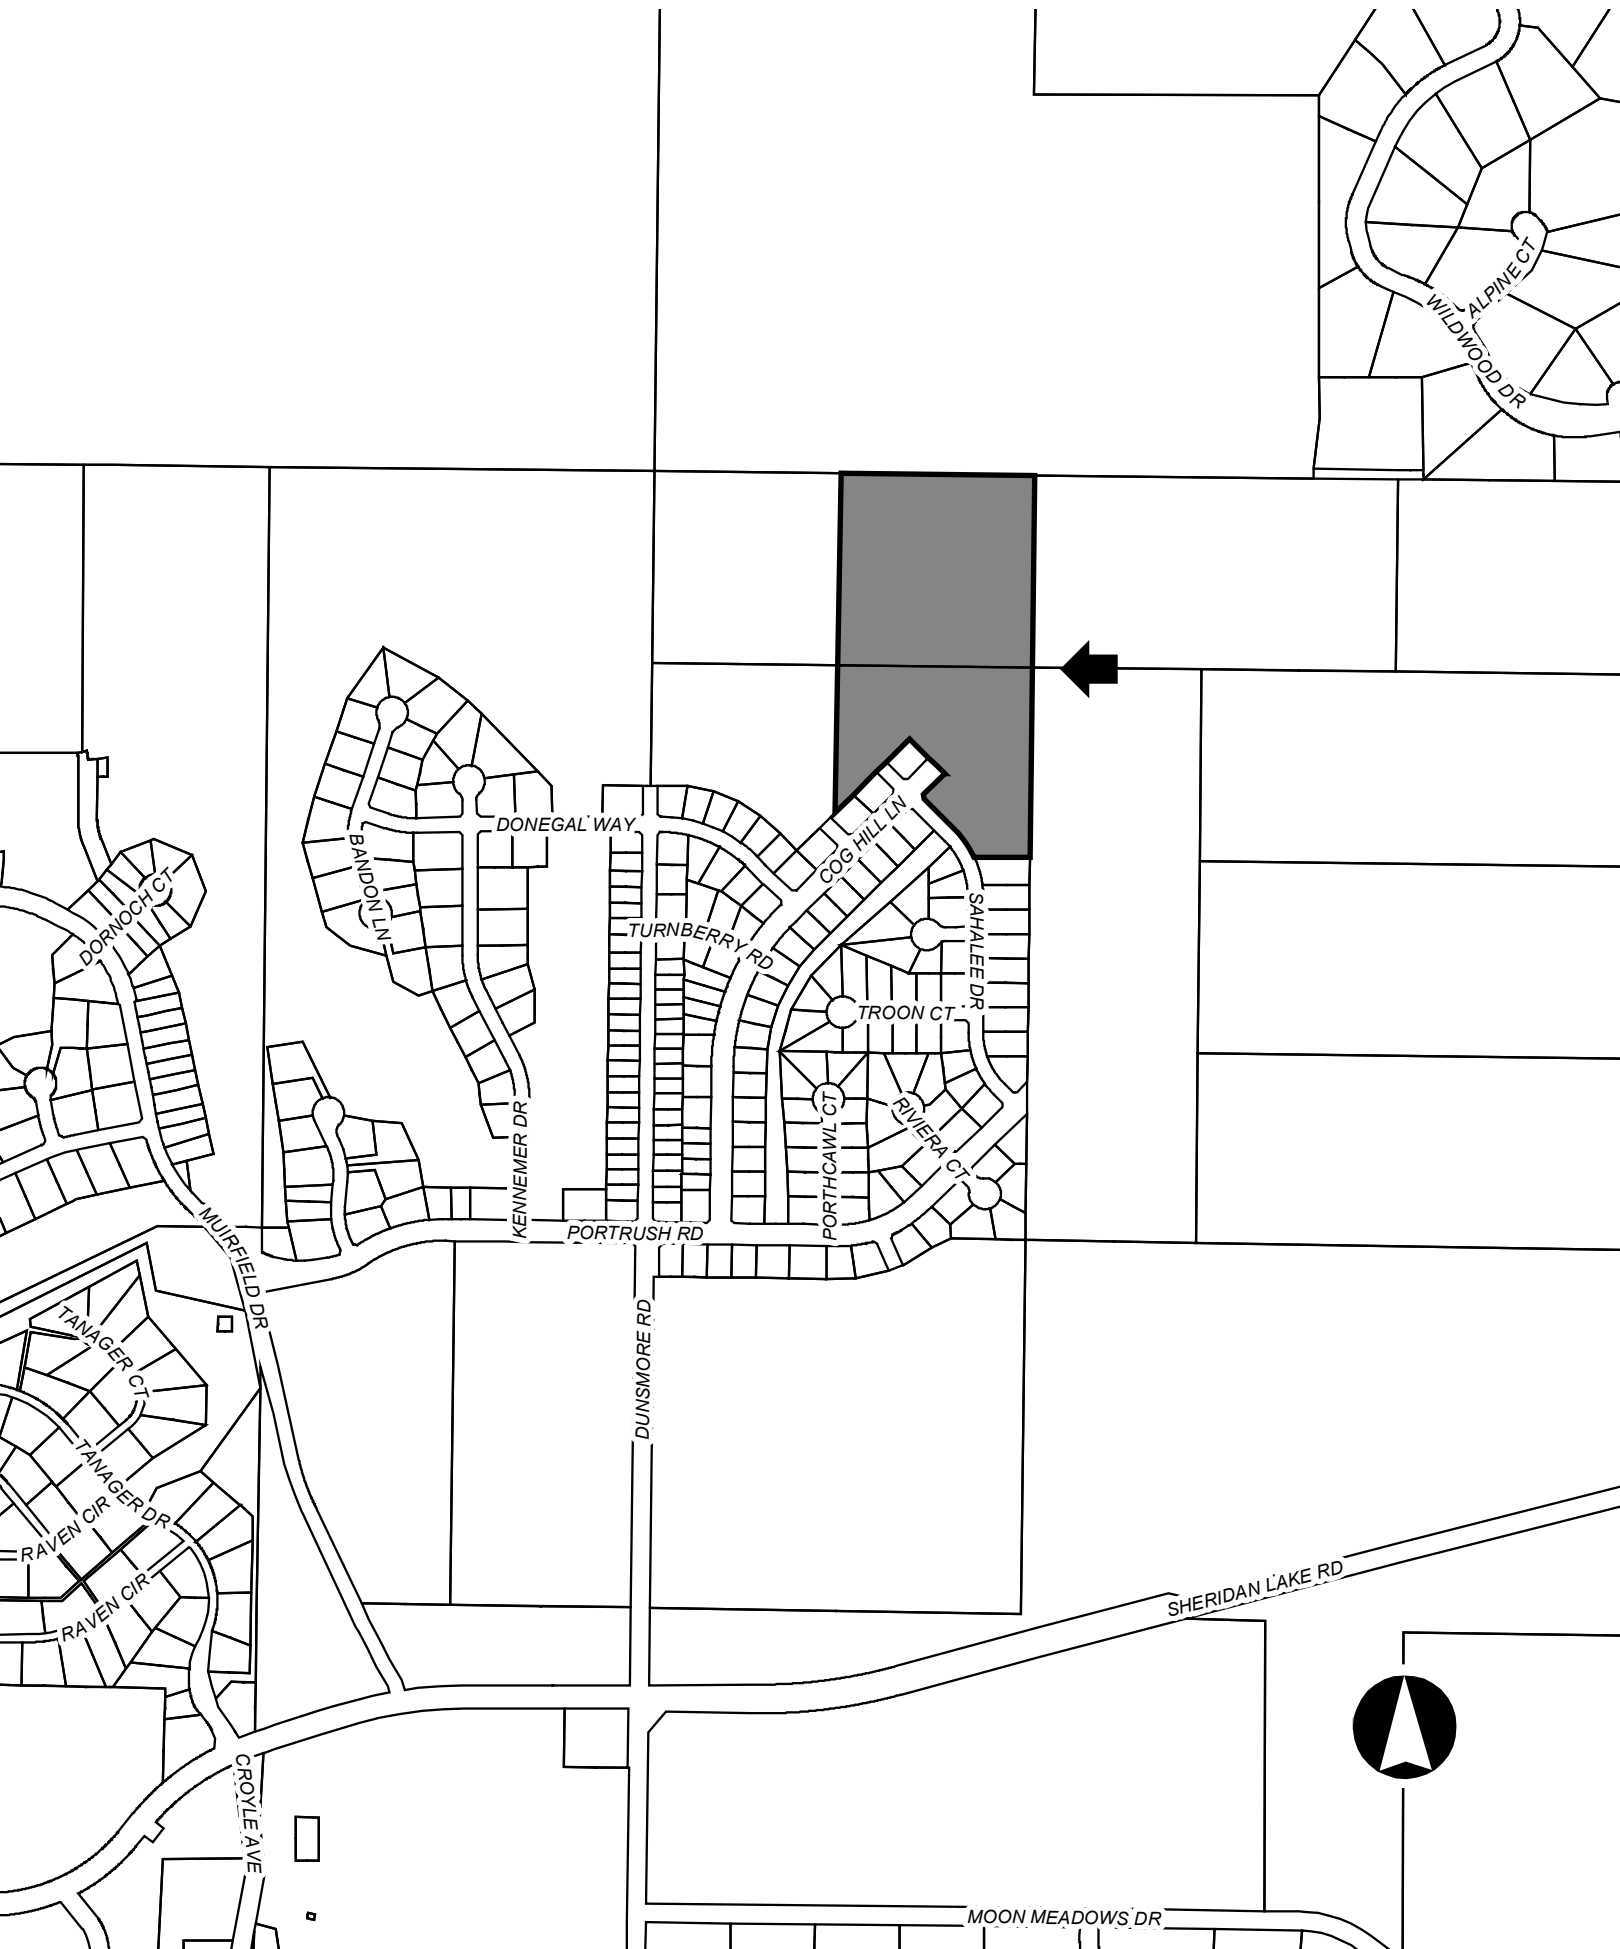 ALPINE CT
WILDWOOD DR
DONEGAL WAY
COG HILL LN
BANDON LN
DORNOCH CT
TURNBERRY RD
SAHALEE DR
TROON CT
PORTHCAWL CT
RIVIERA CT
KENNEMER DR
PORTRUSH RD
MUIRFIELD DR
TANAGER CT
DUNSMORE RD
TANAGER DR
RAVEN CIR
RAVEN CIR
SHERIDAN LAKE RD
CROYLE AVE
MOON MEADOWS DR